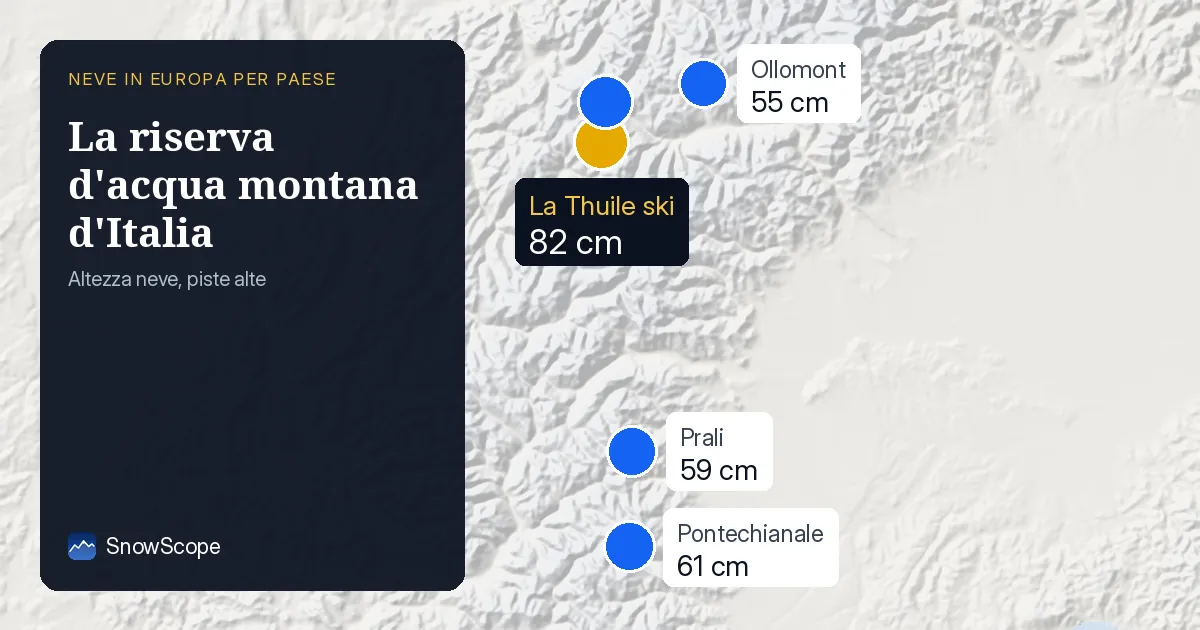 NEVE IN EUROPA PER PAESE
La riserva
d'acqua montana
d'Italia
Altezza neve, piste alte
SnowScope
Ollomont
55 cm
La Thuile ski
82 cm
Prali
59 cm
Pontechianale
61 cm